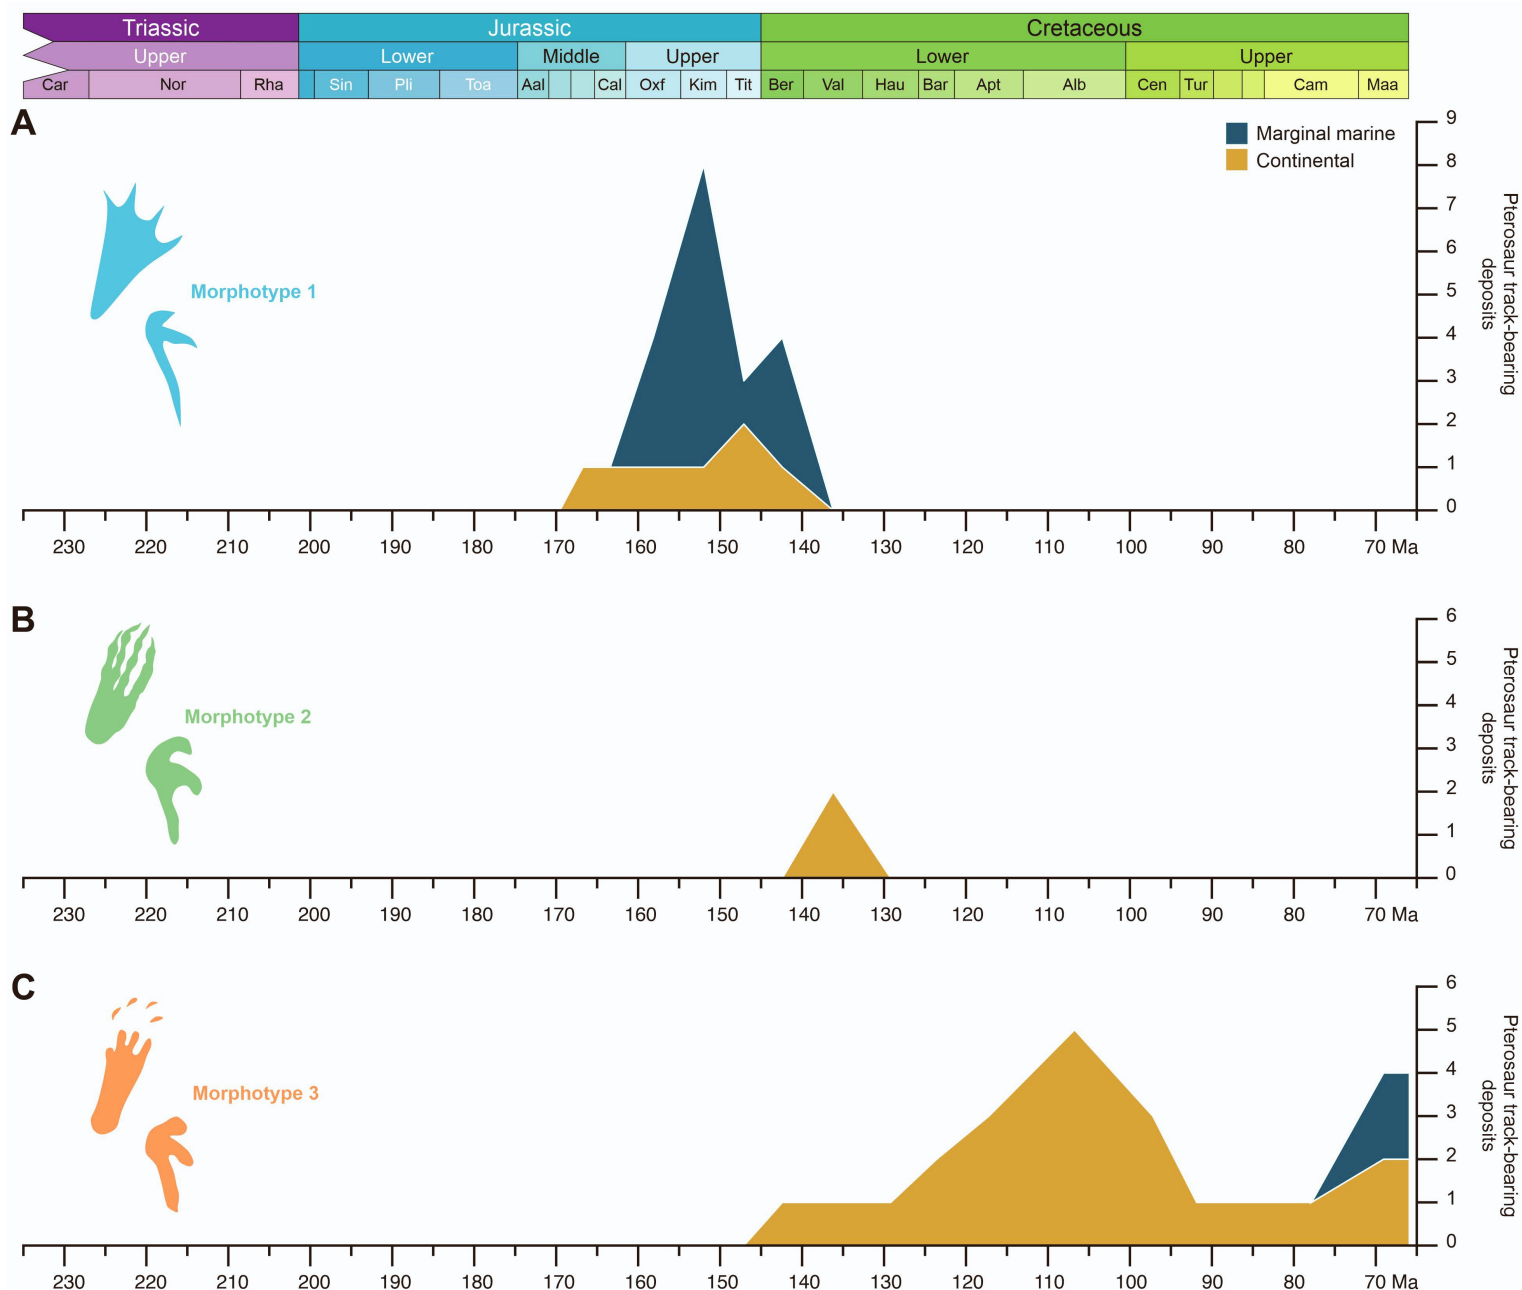 Triassic Jurassic Cretaceous
Upper Lower Middle Upper Lower Upper
Car Nor Rha Sin Pli Toa Aal Cal Oxf Kim Tit Ber Val Hau Bar Apt Alb Cen Tur Cam Maa
A
Marginal marine
Continental
Morphotype 1
9
8
7
6
5
4
3
2
1
0
Pterosaur track-bearing
deposits
230 220 210 200 190 180 170 160 150 140 130 120 110 100 90 80 70 Ma
B
Morphotype 2
6
5
4
3
2
1
0
Pterosaur track-bearing
deposits
230 220 210 200 190 180 170 160 150 140 130 120 110 100 90 80 70 Ma
C
Morphotype 3
6
5
4
3
2
1
0
Pterosaur track-bearing
deposits
230 220 210 200 190 180 170 160 150 140 130 120 110 100 90 80 70 Ma